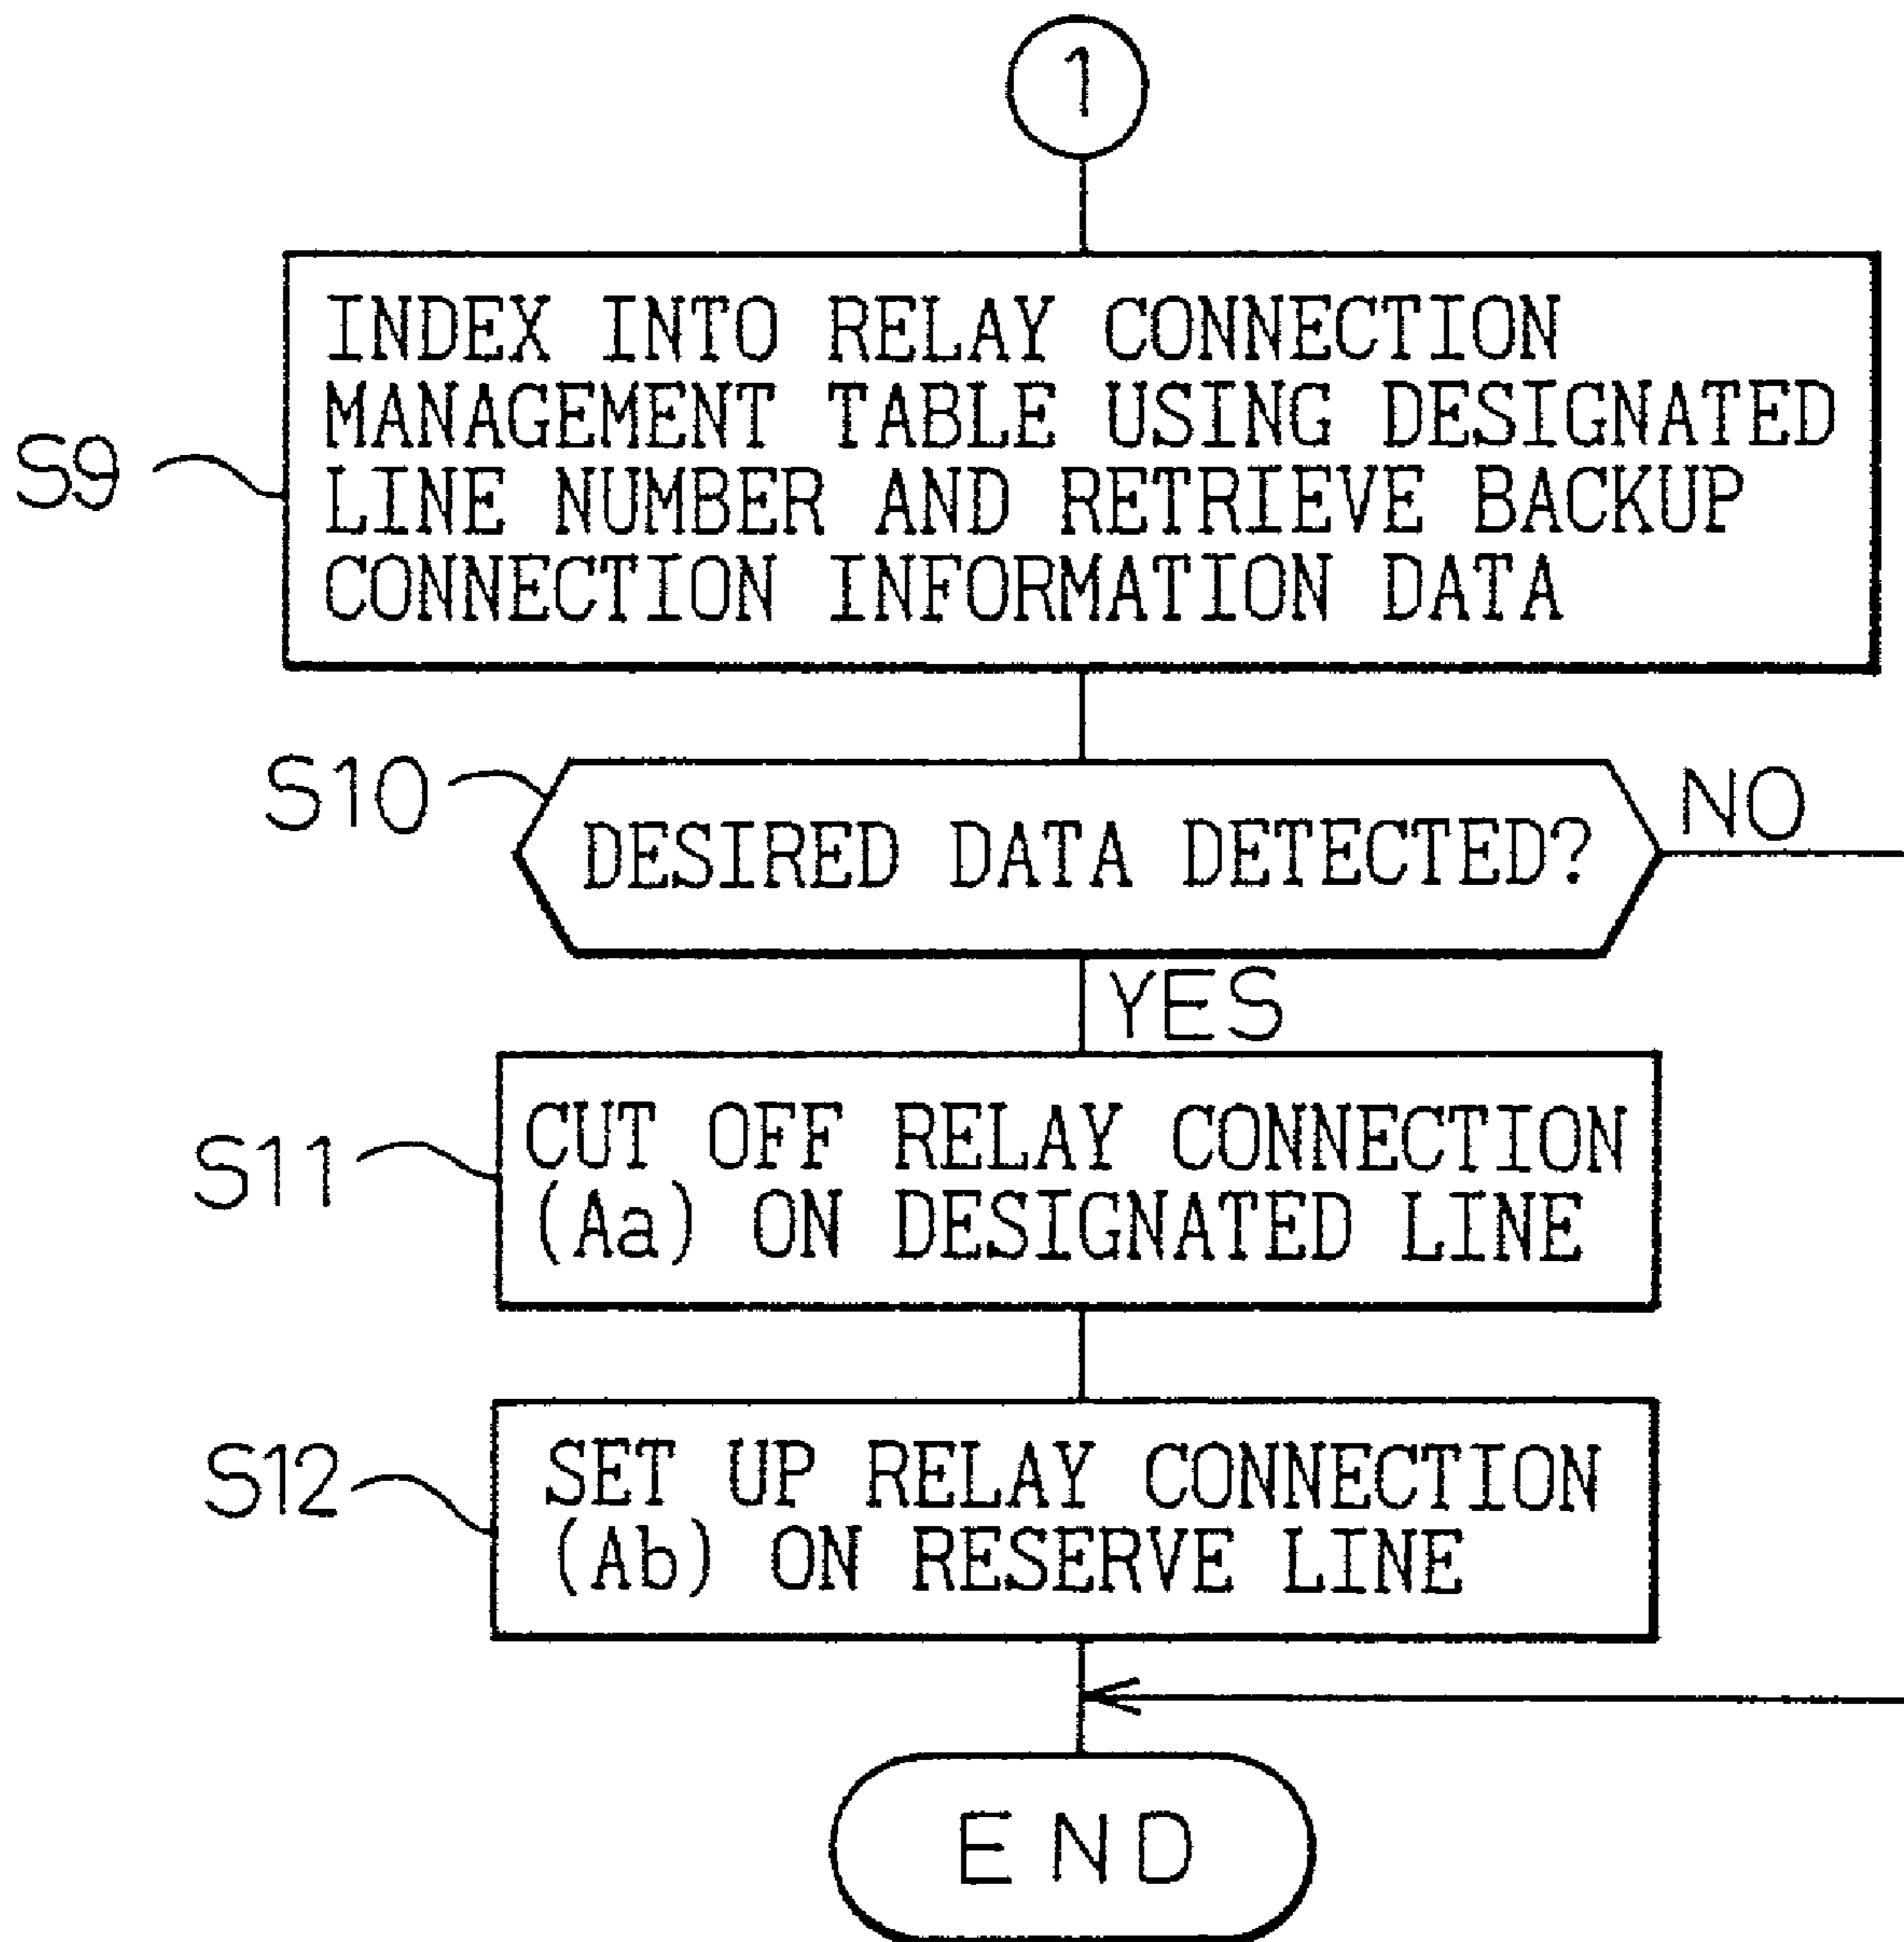 1
S9
INDEX INTO RELAY CONNECTION
MANAGEMENT TABLE USING DESIGNATED
LINE NUMBER AND RETRIEVE BACKUP
CONNECTION INFORMATION DATA
S10
DESIRED DATA DETECTED?
NO
YES
S11
CUT OFF RELAY CONNECTION
(Aa) ON DESIGNATED LINE
S12
SET UP RELAY CONNECTION
(Ab) ON RESERVE LINE
END